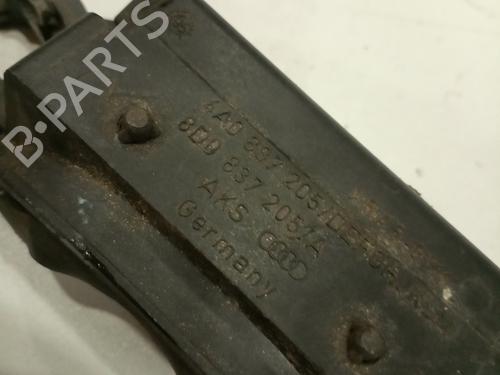 4A0 837 205/D
8D0 837 205/A
AKS
Germany
B-PARTS